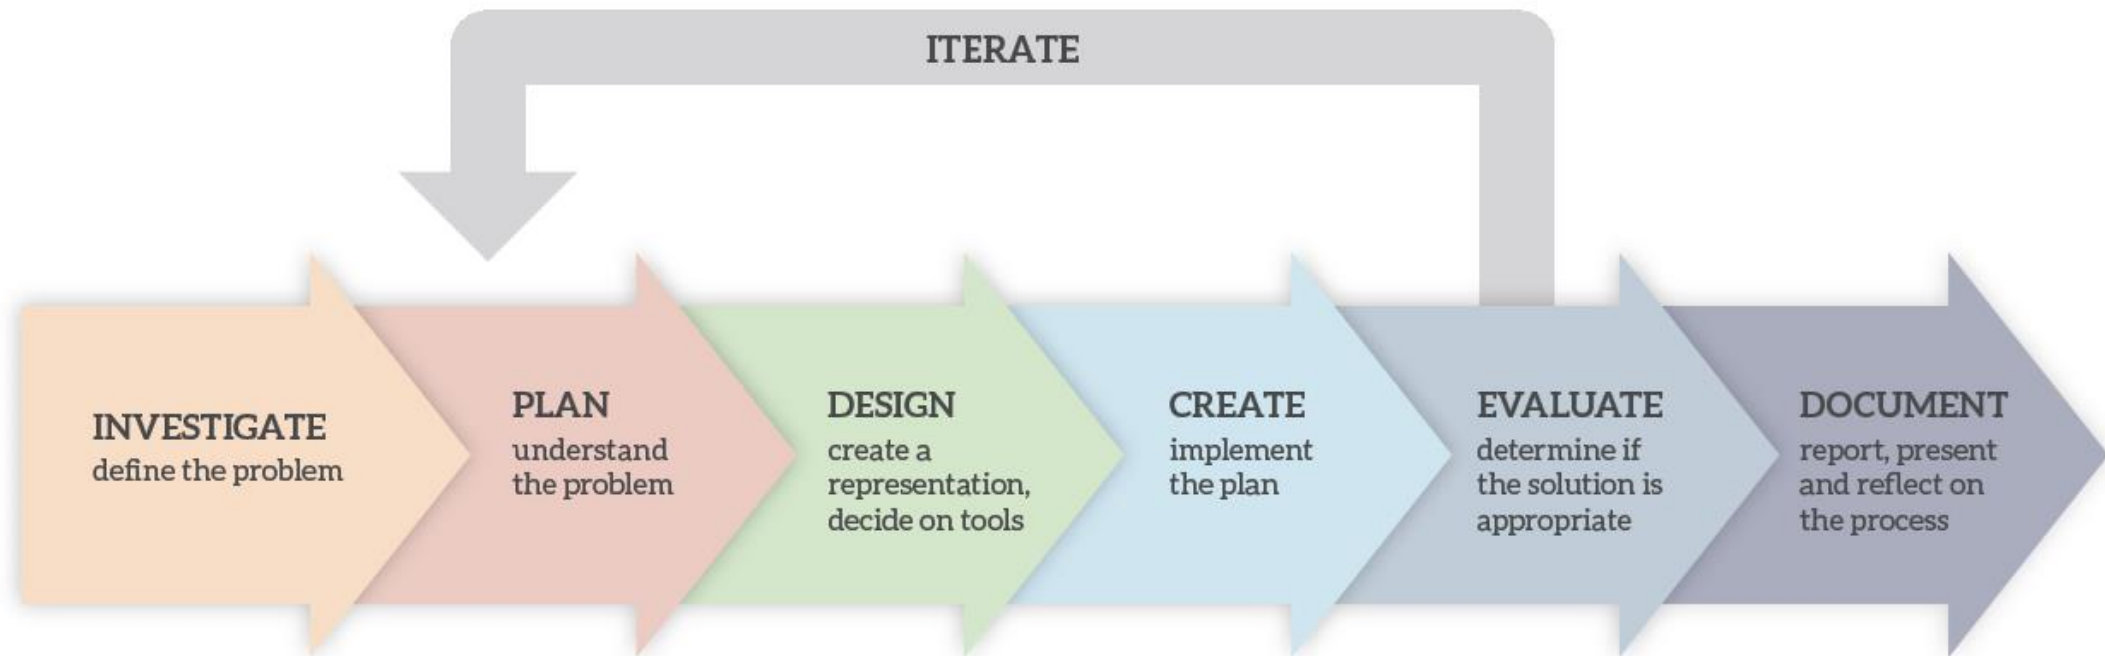 ITERATE
INVESTIGATE
define the problem
PLAN
understand
the problem
DESIGN
create a
representation,
decide on tools
CREATE
implement
the plan
EVALUATE
determine if
the solution is
appropriate
DOCUMENT
report, present
and reflect on
the process